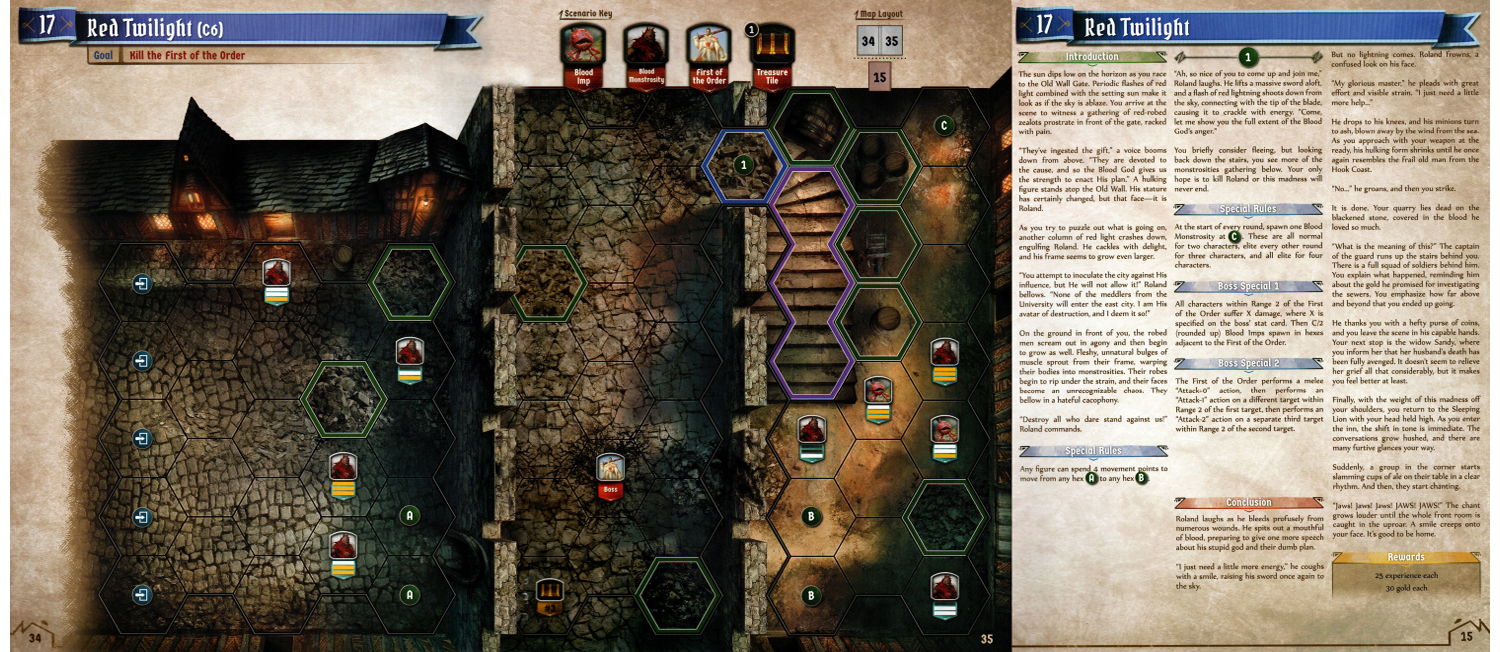 17
Red Twilight (C6)
Goal
Kill the First of the Order
Scenario Key
Blood
Imp
Blood
Monstrosity
First of
the Order
1
Treasure
Tile
Map Layout
34 35
15
C
1
Boss
A
A
B
B
34
35
17
Red Twilight
Introduction
The sun dips low on the horizon as you race
to the Old Wall Gate. Periodic flashes of red
light combined with the setting sun make it
look as if the sky is ablaze. You arrive at the
scene to witness a gathering of red-robed
zealots prostrate in front of the gate, racked
with pain.
"They've ingested the gift," a voice booms
down from above. "They are devoted to
the cause, and so the Blood God gives us
the strength to enact His plan." A hulking
figure stands atop the Old Wall. His stature
has certainly changed, but that face—it is
Roland.
As you try to puzzle out what is going on,
another column of red light crashes down,
engulfing Roland. He cackles with delight,
and his frame seems to grow even larger.
"You attempt to inoculate the city against His
influence, but He will not allow it!" Roland
bellows. "None of the meddlers from the
University will enter the east city. I am His
avatar of destruction, and I deem it so!"
On the ground in front of you, the robed
men scream out in agony and then begin
to grow as well. Fleshy, unnatural bulges of
muscle sprout from their frame, warping
their bodies into monstrosities. Their robes
begin to rip under the strain, and their faces
become an unrecognizable chaos. They
bellow in a hateful cacophony.
"Destroy all who dare stand against us!"
Roland commands.
Special Rules
Any figure can spend 4 movement points to
move from any hex A to any hex B.
1
"Ah, so nice of you to come up and join me,"
Roland laughs. He lifts a massive sword aloft,
and a flash of red lightning shoots down from
the sky, connecting with the tip of the blade,
causing it to crackle with energy. "Come,
let me show you the full extent of the Blood
God's anger."
You briefly consider fleeing, but looking
back down the stairs, you see more of the
monstrosities gathering below. Your only
hope is to kill Roland or this madness will
never end.
Special Rules
At the start of every round, spawn one Blood
Monstrosity at C. These are all normal
for two characters, elite every other round
for three characters, and all elite for four
characters.
Boss Special 1
All characters within Range 2 of the First
of the Order suffer X damage, where X is
specified on the boss' stat card. Then C/2
(rounded up) Blood Imps spawn in hexes
adjacent to the First of the Order.
Boss Special 2
The First of the Order performs a melee
"Attack-0" action, then performs an
"Attack-1" action on a different target within
Range 2 of the first target, then performs an
"Attack-2" action on a separate third target
within Range 2 of the second target.
Conclusion
Roland laughs as he bleeds profusely from
numerous wounds. He spits out a mouthful
of blood, preparing to give one more speech
about his stupid god and their dumb plan.
"I just need a little more energy," he coughs
with a smile, raising his sword once again to
the sky.
But no lightning comes. Roland frowns, a
confused look on his face.
"My glorious master," he pleads with great
effort and visible strain. "I just need a little
more help..."
He drops to his knees, and his minions turn
to ash, blown away by the wind from the sea.
As you approach with your weapon at the
ready, his hulking form shrinks until he once
again resembles the frail old man from the
Hook Coast.
"No..." he groans, and then you strike.
It is done. Your quarry lies dead on the
blackened stone, covered in the blood he
loved so much.
"What is the meaning of this?" The captain
of the guard runs up the stairs behind you.
There is a full squad of soldiers behind him.
You explain what happened, reminding him
about the gold he promised for investigating
the sewers. You emphasize how far above
and beyond that you ended up going.
He thanks you with a hefty purse of coins,
and you leave the scene in his capable hands.
Your next stop is the widow Sandy, where
you inform her that her husband's death has
been fully avenged. It doesn't seem to relieve
her grief all that considerably, but it makes
you feel better at least.
Finally, with the weight of this madness off
your shoulders, you return to the Sleeping
Lion with your head held high. As you enter
the inn, the shift in tone is immediate. The
conversations grow hushed, and there are
many furtive glances your way.
Suddenly, a group in the corner starts
slamming cups of ale on their table in a clear
rhythm. And then, they start chanting.
"Jaws! Jaws! Jaws! JAWS! JAWS!" The chant
grows louder until the whole front room is
caught in the uproar. A smile creeps onto
your face. It's good to be home.
Rewards
25 experience each
30 gold each
15